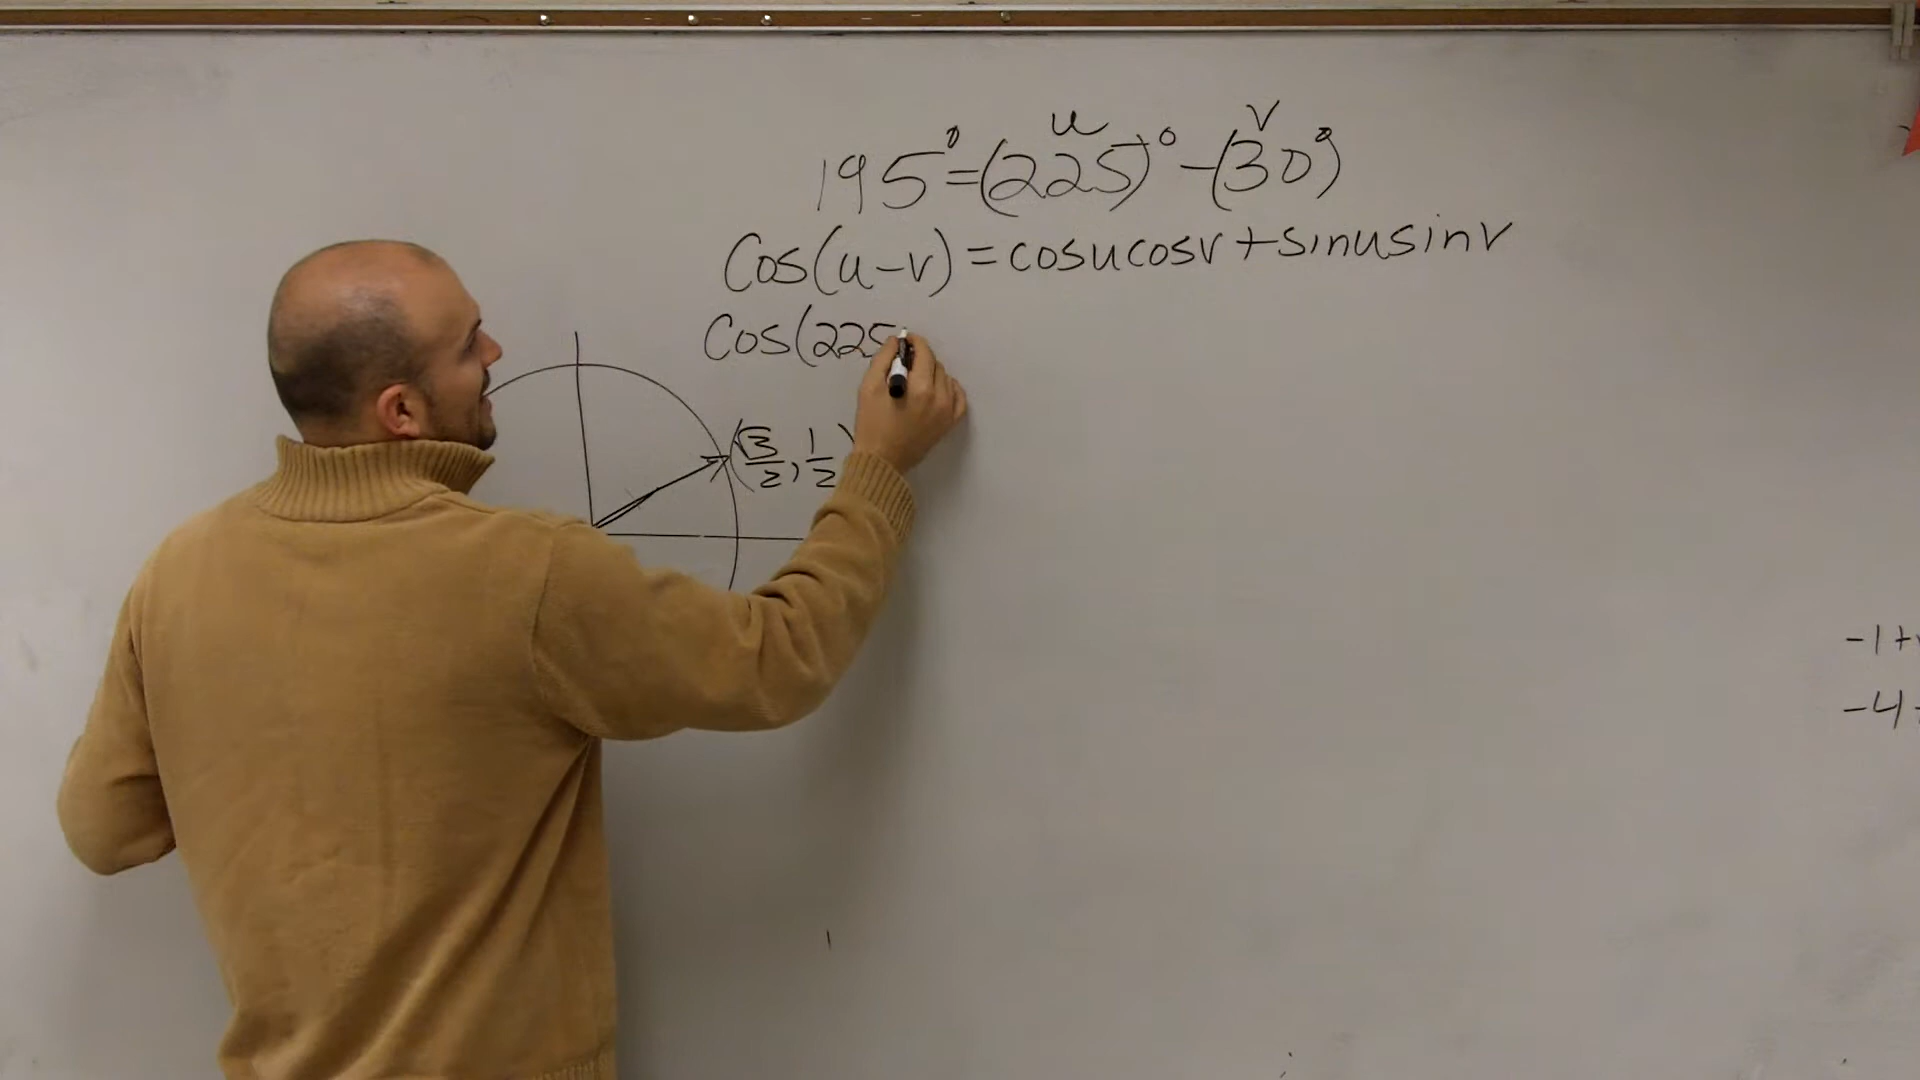 195° = (225)° - (30°)
u v
Cos(u-v) = cosucosv + sinusinv
Cos(225
(√3/2, 1/2)
-1+
-4